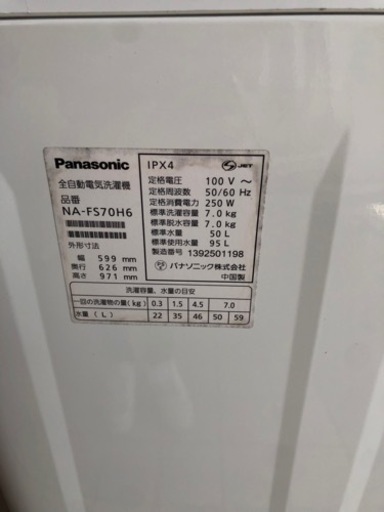 Panasonic
全自動電気洗濯機
品番
NA-FS70H6
外形寸法
幅 599 mm
奥行 626 mm
高さ 971 mm
IPX4
S JET
定格電圧 100 V ～
定格周波数 50/60 Hz
定格消費電力 250 W
標準洗濯容量 7.0 kg
標準脱水容量 7.0 kg
標準水量 50 L
標準使用水量 95 L
製造番号 1392501198
パナソニック株式会社
中国製
洗濯容量、水量の目安
一回の洗濯物の量(kg) 0.3 1.5 4.5 7.0
水量(L) 22 35 46 50 59